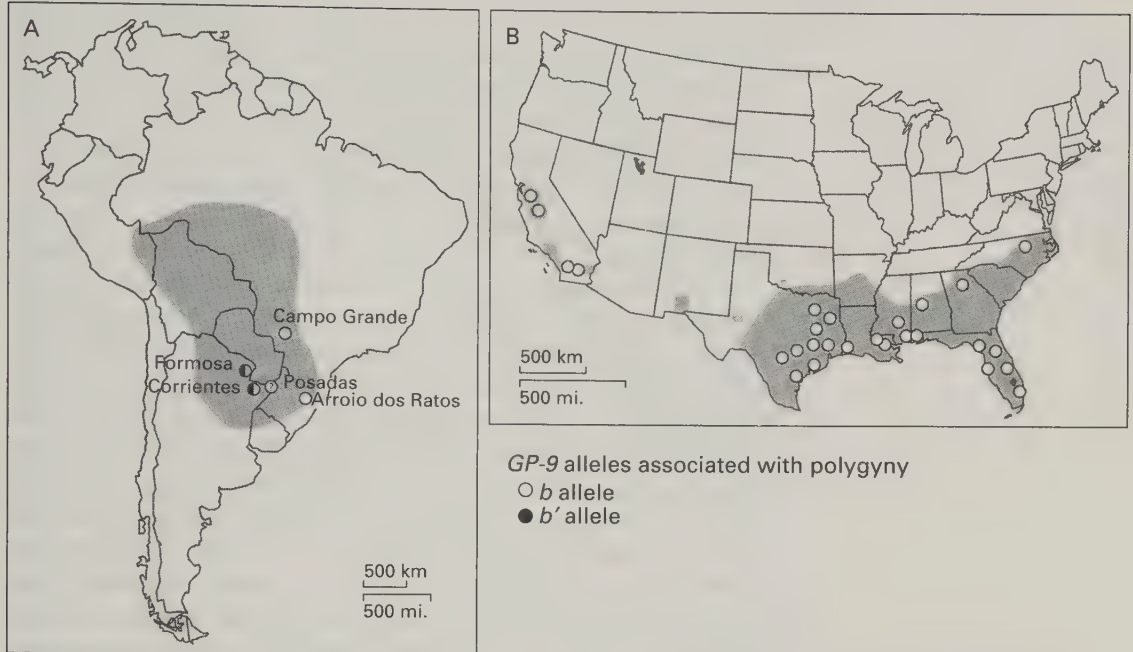 A
Campo Grande
Formosa
Corrientes
?
Posadas
Arroio dos Ratos
500 km
500 mi.
B
500 km
500 mi.
GP-9 alleles associated with polygyny
b allele
b′ allele